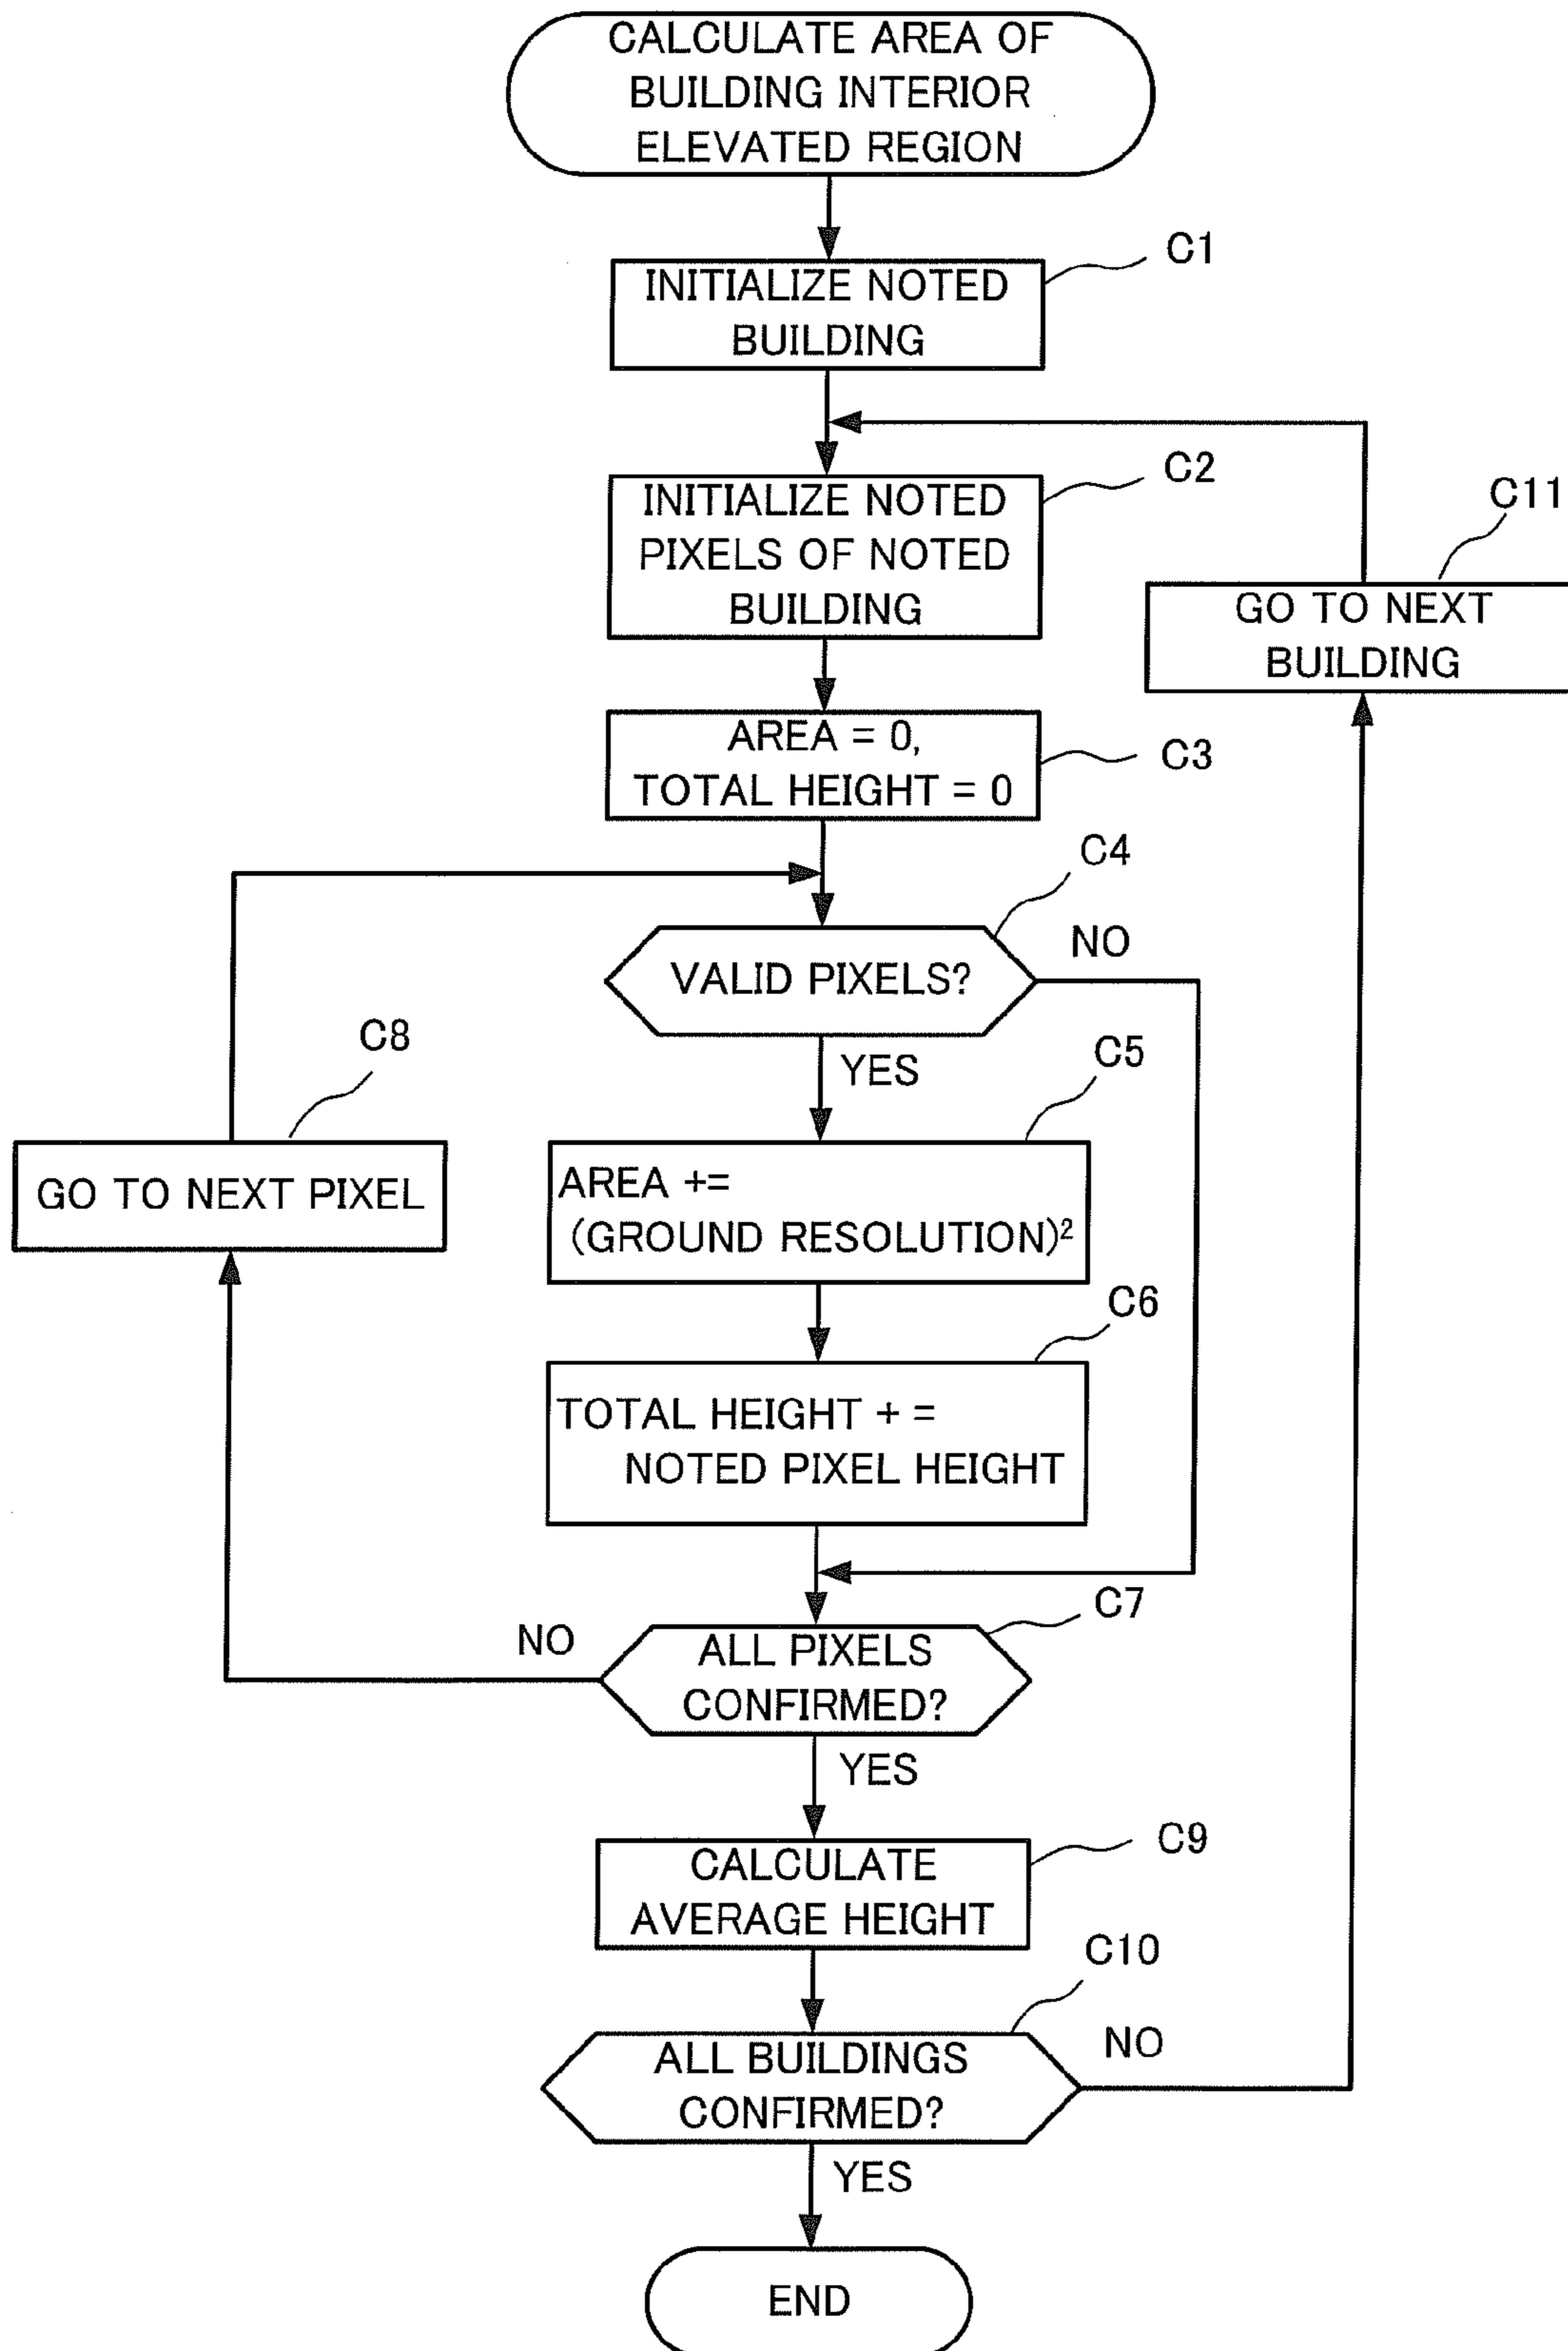 CALCULATE AREA OF
BUILDING INTERIOR
ELEVATED REGION
C1
INITIALIZE NOTED
BUILDING
C2
INITIALIZE NOTED
PIXELS OF NOTED
BUILDING
C11
GO TO NEXT
BUILDING
AREA = 0,
TOTAL HEIGHT = 0
C3
C4
VALID PIXELS?
NO
YES
C8
GO TO NEXT PIXEL
C5
AREA +=
(GROUND RESOLUTION)²
C6
TOTAL HEIGHT + =
NOTED PIXEL HEIGHT
C7
NO
ALL PIXELS
CONFIRMED?
YES
C9
CALCULATE
AVERAGE HEIGHT
C10
ALL BUILDINGS
CONFIRMED?
NO
YES
END